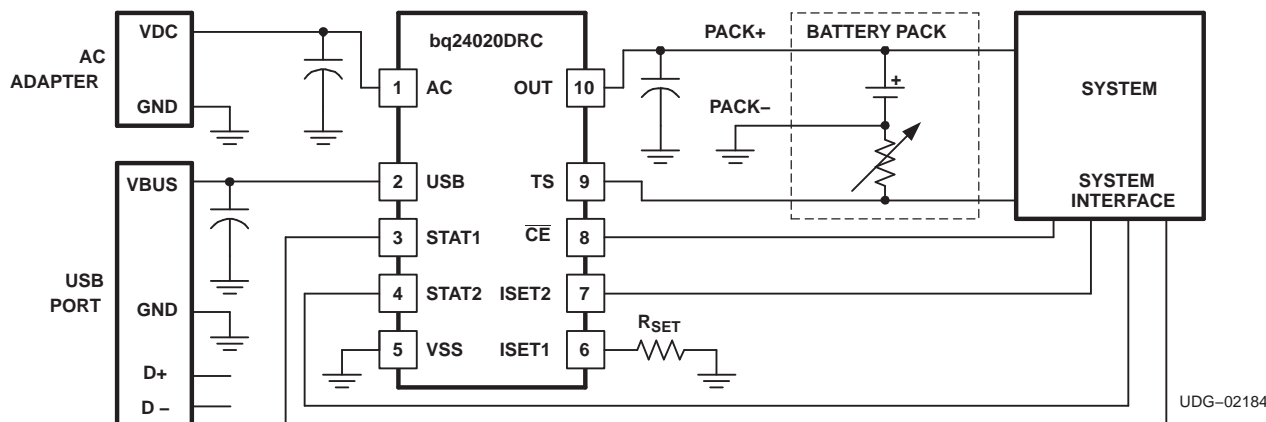 AC
ADAPTER
VDC
GND
USB
PORT
VBUS
GND
D+
D –
bq24020DRC
1 AC
2 USB
3 STAT1
4 STAT2
5 VSS
OUT 10
TS 9
CE 8
ISET2 7
ISET1 6
RSET
PACK+
PACK–
BATTERY PACK
+
SYSTEM
SYSTEM
INTERFACE
UDG–02184